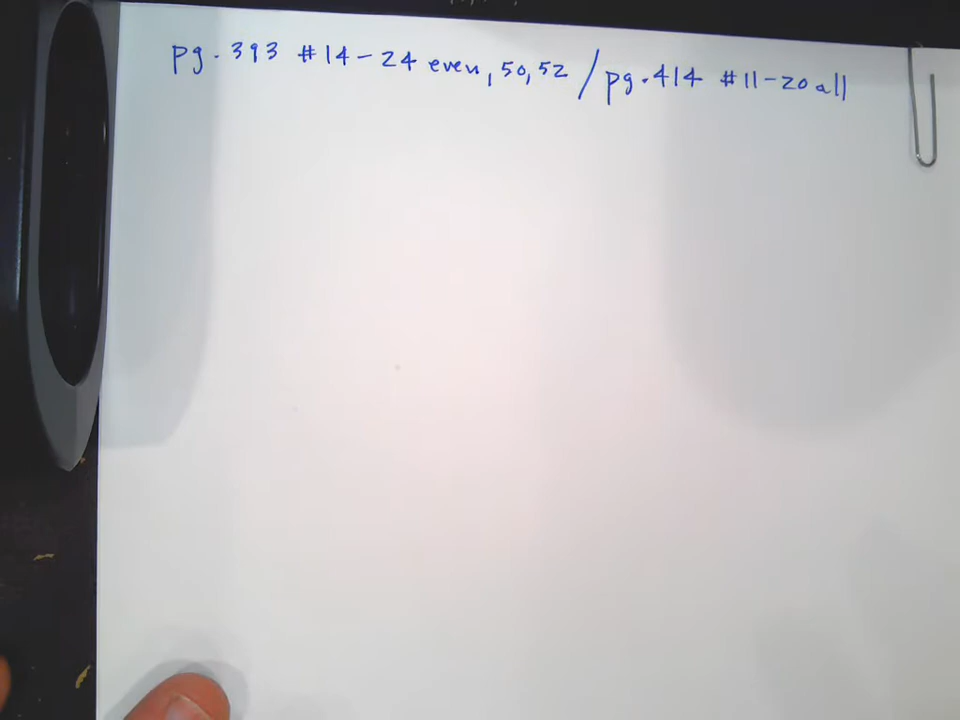 pg. 393 #14-24 even, 50, 52 / pg. 414 #11-20 all